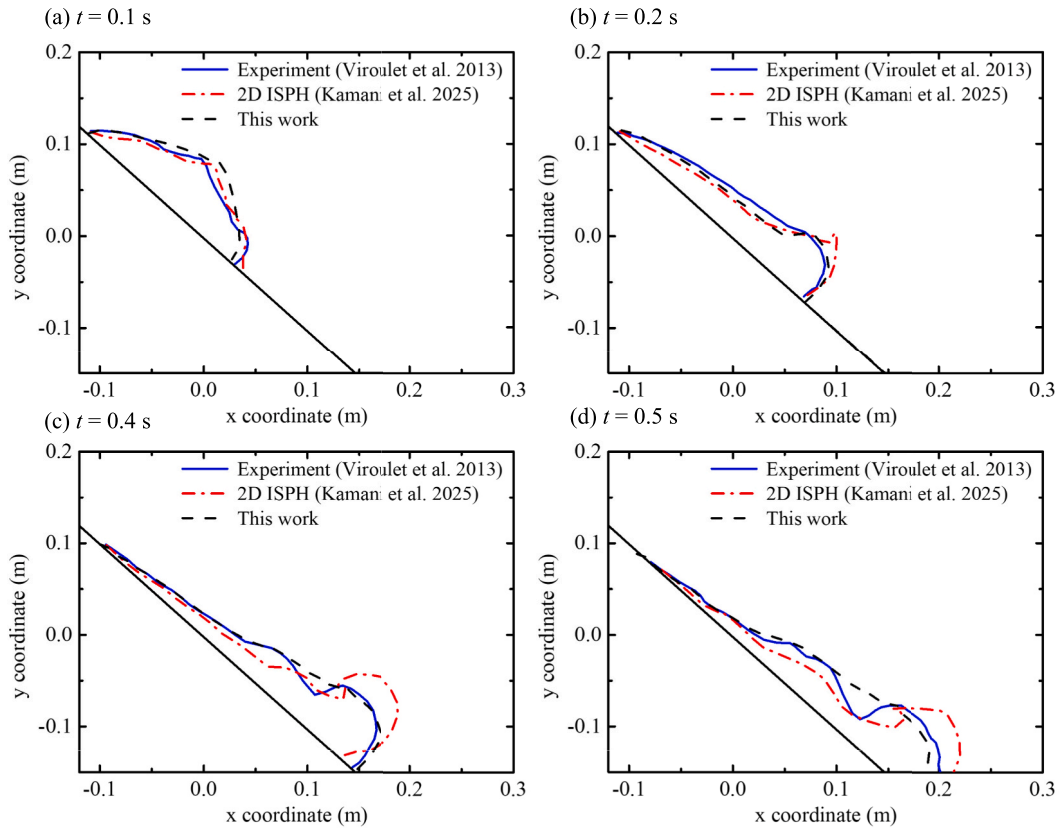 (a) t = 0.1 s
0.2
0.1
0.0
-0.1
-0.1 0.0 0.1 0.2 0.3
x coordinate (m)
y coordinate (m)
Experiment (Viroulet et al. 2013)
2D ISPH (Kamani et al. 2025)
This work
(b) t = 0.2 s
0.2
0.1
0.0
-0.1
-0.1 0.0 0.1 0.2 0.3
x coordinate (m)
y coordinate (m)
Experiment (Viroulet et al. 2013)
2D ISPH (Kamani et al. 2025)
This work
(c) t = 0.4 s
0.2
0.1
0.0
-0.1
-0.1 0.0 0.1 0.2 0.3
x coordinate (m)
y coordinate (m)
Experiment (Viroulet et al. 2013)
2D ISPH (Kamani et al. 2025)
This work
(d) t = 0.5 s
0.2
0.1
0.0
-0.1
-0.1 0.0 0.1 0.2 0.3
x coordinate (m)
y coordinate (m)
Experiment (Viroulet et al. 2013)
2D ISPH (Kamani et al. 2025)
This work